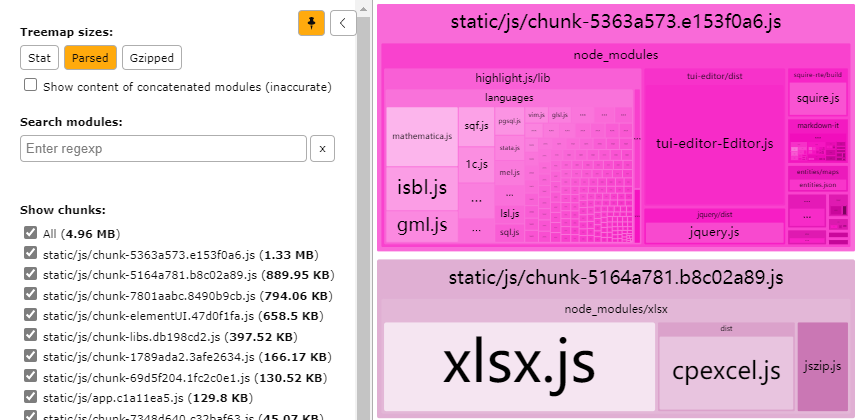 Treemap sizes:
Stat Parsed Gzipped
Show content of concatenated modules (inaccurate)
Search modules:
Enter regexp x
Show chunks:
All (4.96 MB)
static/js/chunk-5363a573.e153f0a6.js (1.33 MB)
static/js/chunk-5164a781.b8c02a89.js (889.95 KB)
static/js/chunk-7801aabc.8490b9cb.js (794.06 KB)
static/js/chunk-elementUI.47d0f1fa.js (658.5 KB)
static/js/chunk-libs.db198cd2.js (397.52 KB)
static/js/chunk-1789ada2.3afe2634.js (166.17 KB)
static/js/chunk-69d5f204.1fc2c0e1.js (130.52 KB)
static/js/app.c1a11ea5.js (129.8 KB)
static/js/chunk-7348d640.c32baf63.js (45.07 KB)
static/js/chunk-5363a573.e153f0a6.js
node_modules
highlight.js/lib
languages
mathematica.js
isbl.js
gml.js
sqf.js
1c.js
...
...
pgsql.js
stata.js
mel.js
...
lsl.js
sql.js
vim.js
glsl.js
tui-editor/dist
tui-editor-Editor.js
jquery/dist
jquery.js
squire-rte/build
squire.js
markdown-it
entities/maps
entities.json
static/js/chunk-5164a781.b8c02a89.js
node_modules/xlsx
xlsx.js
dist
cpexcel.js
jszip.js